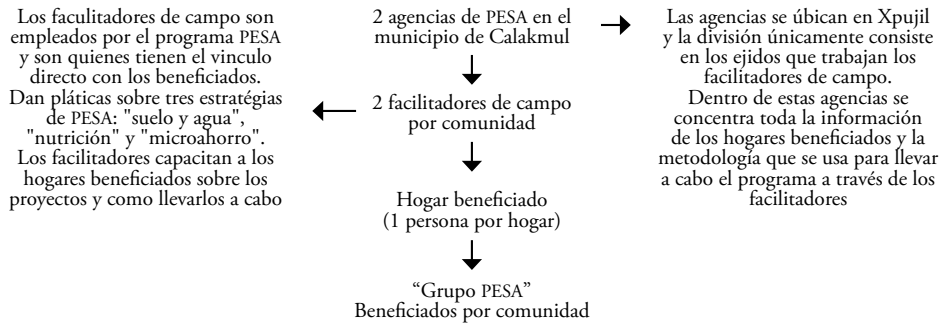 Los faculitadores de campo son
empleados por el programa PESA
y son quienes tienen el vinculo
directo con los beneficiados.
Dan pláticas sobre tres estratégias
de PESA: "suelo y agua",
"nutrición" y "microahorro".
Los facilitadores capacitan a los
hogares beneficiados sobre los
proyectos y como llevarlos a cabo
2 agencias de PESA en el
municipio de Calakmul
2 facilitadores de campo
por comunidad
Hogar beneficiado
(1 persona por hogar)
“Grupo PESA”
Beneficiados por comunidad
Las agencias se úbican en Xpujil
y la división únicamente consiste
en los ejidos que trabajan los
facilitadores de campo.
Dentro de estas agencias se
concentra toda la información
de los hogares beneficiados y la
metodología que se usa para llevar
a cabo el programa a través de los
facilitadores